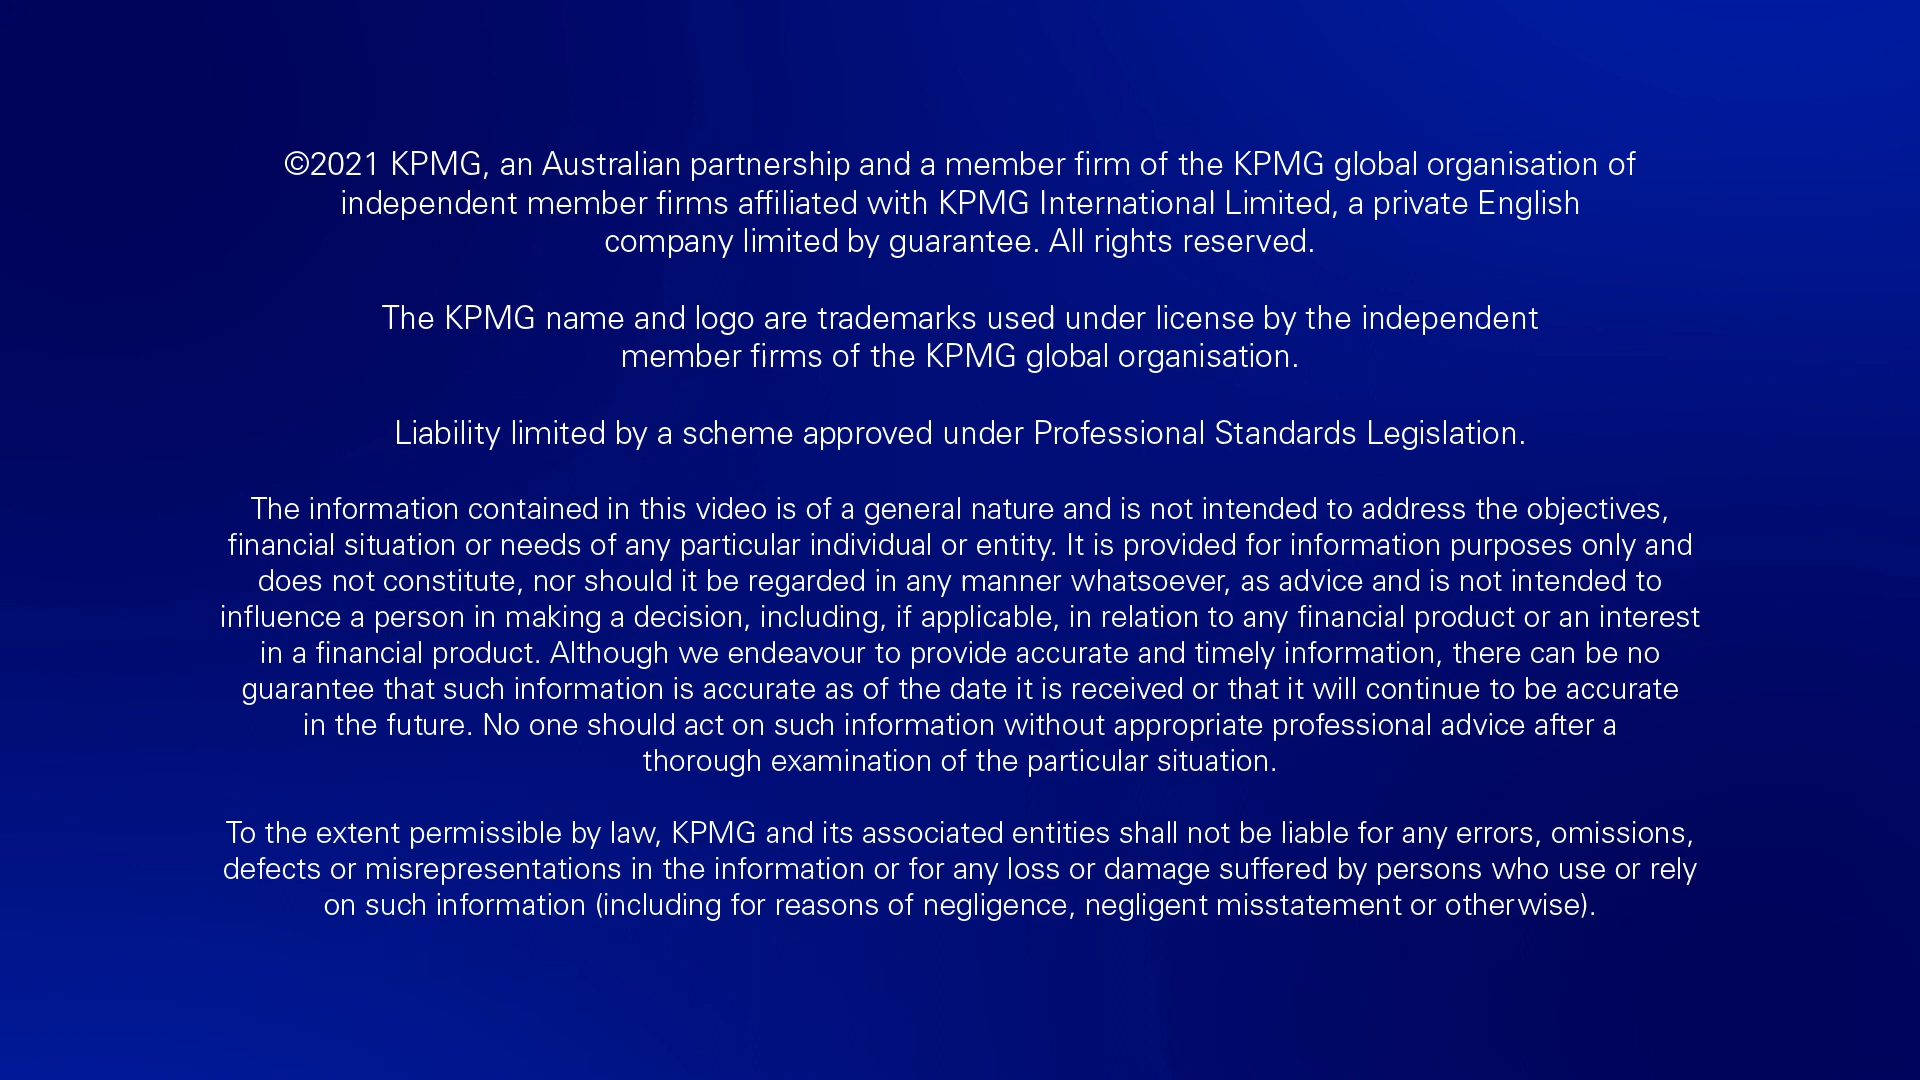 ©2021 KPMG, an Australian partnership and a member firm of the KPMG global organisation of
independent member firms affiliated with KPMG International Limited, a private English
company limited by guarantee. All rights reserved.
The KPMG name and logo are trademarks used under license by the independent
member firms of the KPMG global organisation.
Liability limited by a scheme approved under Professional Standards Legislation.
The information contained in this video is of a general nature and is not intended to address the objectives,
financial situation or needs of any particular individual or entity. It is provided for information purposes only and
does not constitute, nor should it be regarded in any manner whatsoever, as advice and is not intended to
influence a person in making a decision, including, if applicable, in relation to any financial product or an interest
in a financial product. Although we endeavour to provide accurate and timely information, there can be no
guarantee that such information is accurate as of the date it is received or that it will continue to be accurate
in the future. No one should act on such information without appropriate professional advice after a
thorough examination of the particular situation.
To the extent permissible by law, KPMG and its associated entities shall not be liable for any errors, omissions,
defects or misrepresentations in the information or for any loss or damage suffered by persons who use or rely
on such information (including for reasons of negligence, negligent misstatement or otherwise).